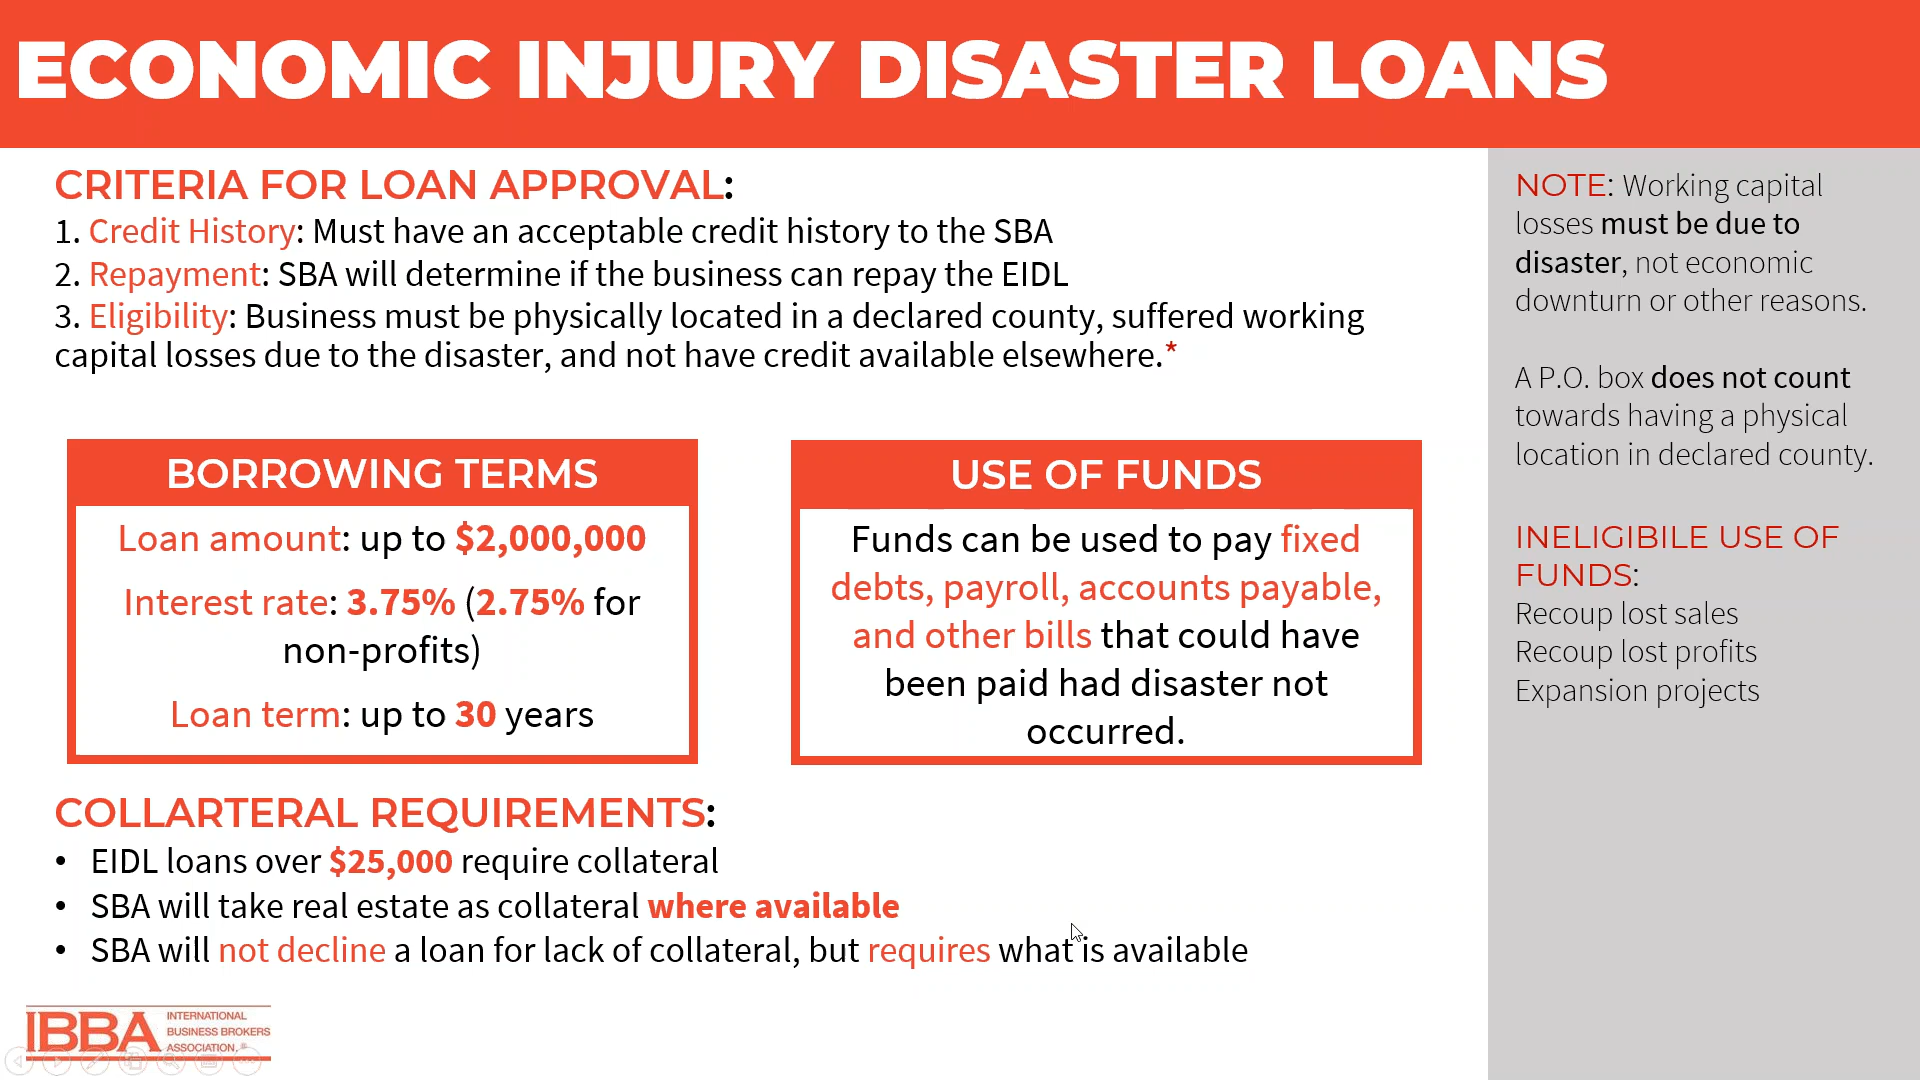 ECONOMIC INJURY DISASTER LOANS
CRITERIA FOR LOAN APPROVAL:
1. Credit History: Must have an acceptable credit history to the SBA
2. Repayment: SBA will determine if the business can repay the EIDL
3. Eligibility: Business must be physically located in a declared county, suffered working
capital losses due to the disaster, and not have credit available elsewhere.*
BORROWING TERMS
Loan amount: up to $2,000,000
Interest rate: 3.75% (2.75% for
non-profits)
Loan term: up to 30 years
USE OF FUNDS
Funds can be used to pay fixed
debts, payroll, accounts payable,
and other bills that could have
been paid had disaster not
occurred.
COLLARTERAL REQUIREMENTS:
• EIDL loans over $25,000 require collateral
• SBA will take real estate as collateral where available
• SBA will not decline a loan for lack of collateral, but requires what is available
NOTE: Working capital
losses must be due to
disaster, not economic
downturn or other reasons.
A P.O. box does not count
towards having a physical
location in declared county.
INELIGIBILE USE OF
FUNDS:
Recoup lost sales
Recoup lost profits
Expansion projects
IBBA
INTERNATIONAL
BUSINESS BROKERS
ASSOCIATION.®